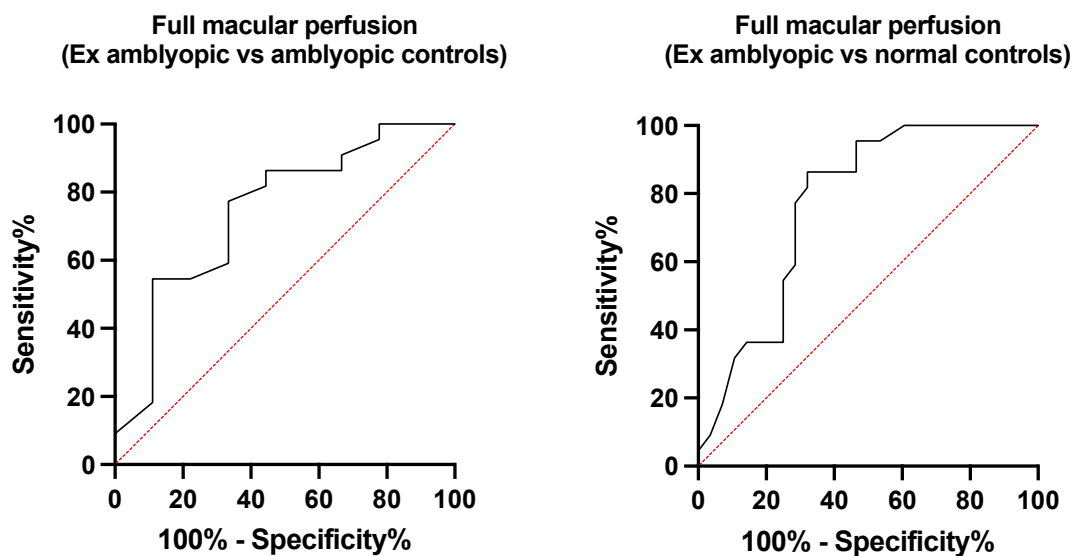 Full macular perfusion
(Ex amblyopic vs amblyopic controls)
100
80
60
40
20
0
Sensitivity%
0 20 40 60 80 100
100% - Specificity%
Full macular perfusion
(Ex amblyopic vs normal controls)
100
80
60
40
20
0
Sensitivity%
0 20 40 60 80 100
100% - Specificity%